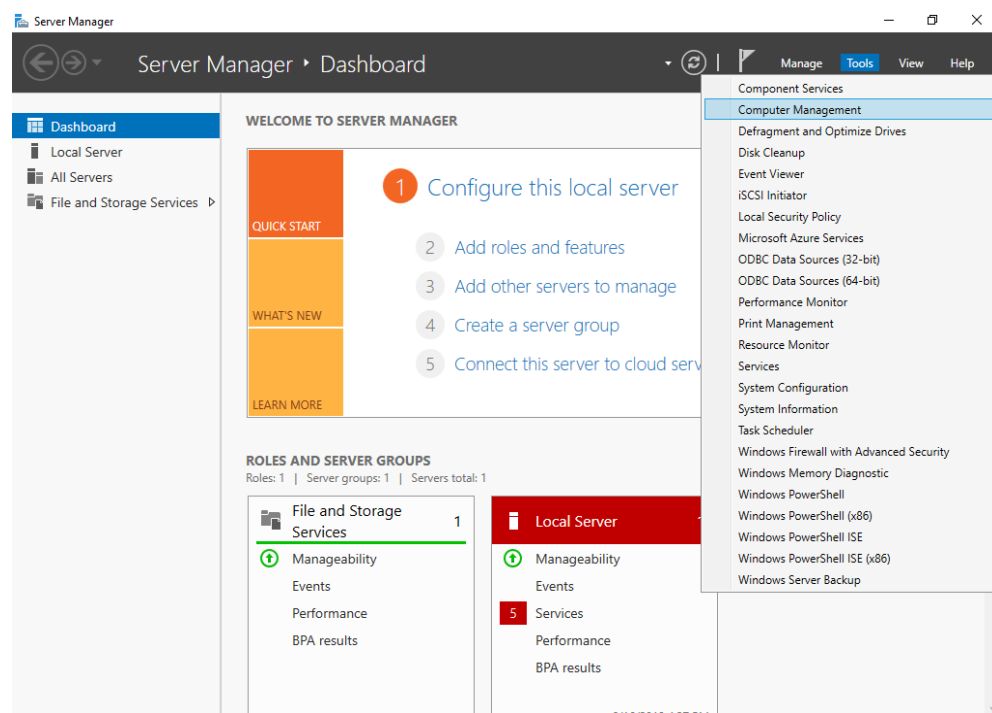 Server Manager
Server Manager ‣ Dashboard
Manage Tools View Help
Dashboard
Local Server
All Servers
File and Storage Services
WELCOME TO SERVER MANAGER
QUICK START
WHAT'S NEW
LEARN MORE
1 Configure this local server
2 Add roles and features
3 Add other servers to manage
4 Create a server group
5 Connect this server to cloud serv
ROLES AND SERVER GROUPS
Roles: 1 | Server groups: 1 | Servers total: 1
File and Storage
Services
1
Manageability
Events
Performance
BPA results
Local Server
Manageability
Events
5 Services
Performance
BPA results
Component Services
Computer Management
Defragment and Optimize Drives
Disk Cleanup
Event Viewer
iSCSI Initiator
Local Security Policy
Microsoft Azure Services
ODBC Data Sources (32-bit)
ODBC Data Sources (64-bit)
Performance Monitor
Print Management
Resource Monitor
Services
System Configuration
System Information
Task Scheduler
Windows Firewall with Advanced Security
Windows Memory Diagnostic
Windows PowerShell
Windows PowerShell (x86)
Windows PowerShell ISE
Windows PowerShell ISE (x86)
Windows Server Backup